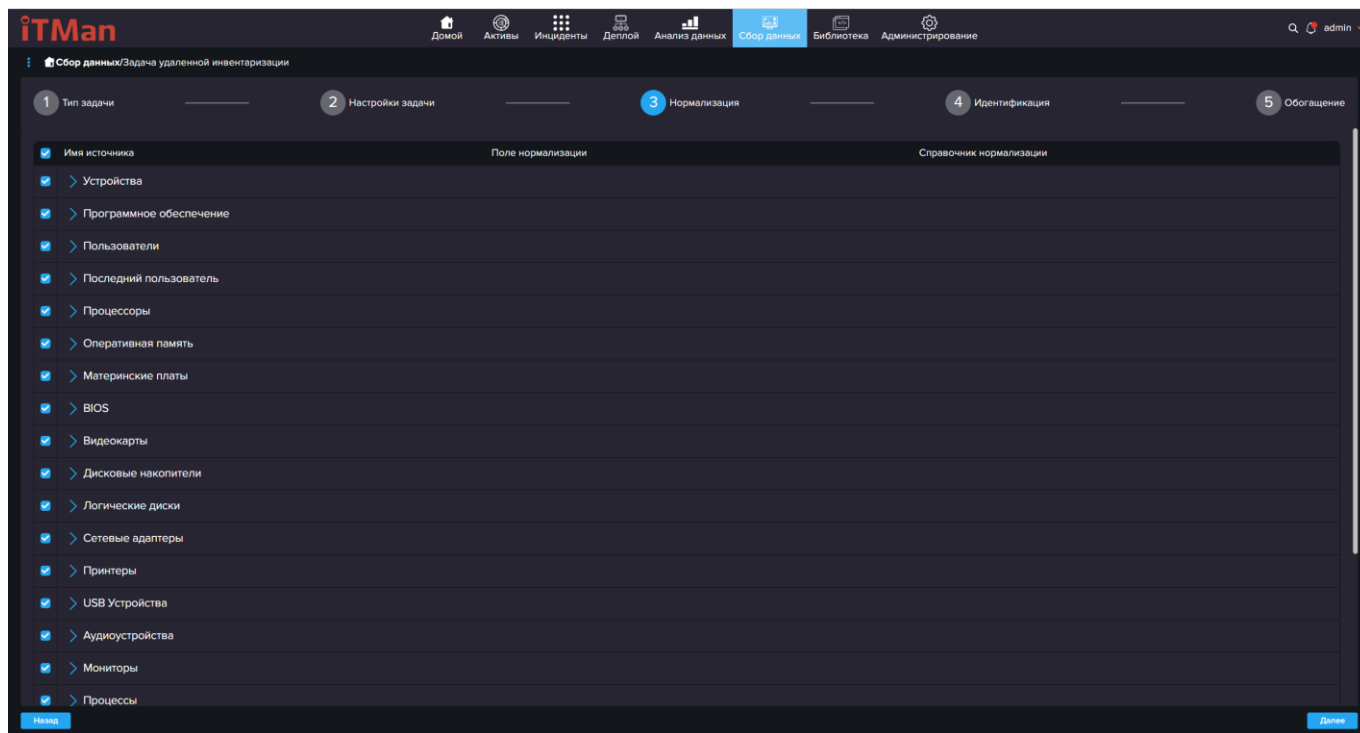 iTMan
Домой Активы Инциденты Деплой Анализ данных Сбор данных Библиотека Администрирование admin
Сбор данных/Задача удаленной инвентаризации
1 Тип задачи 2 Настройки задачи 3 Нормализация 4 Идентификация 5 Обогащение
Имя источника Поле нормализации Справочник нормализации
Устройства
Программное обеспечение
Пользователи
Последний пользователь
Процессоры
Оперативная память
Материнские платы
BIOS
Видеокарты
Дисковые накопители
Логические диски
Сетевые адаптеры
Принтеры
USB Устройства
Аудиоустройства
Мониторы
Процессы
Назад Далее